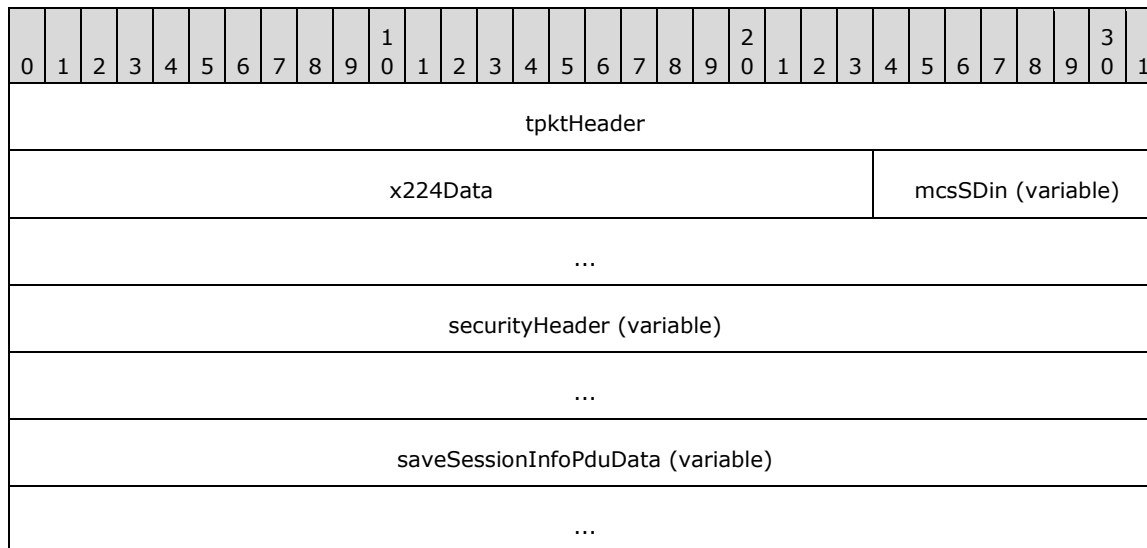 1 2 3
0 1 2 3 4 5 6 7 8 9 0 1 2 3 4 5 6 7 8 9 0 1 2 3 4 5 6 7 8 9 0 1
tpktHeader
x224Data mcsSDin (variable)
...
securityHeader (variable)
...
saveSessionInfoPduData (variable)
...